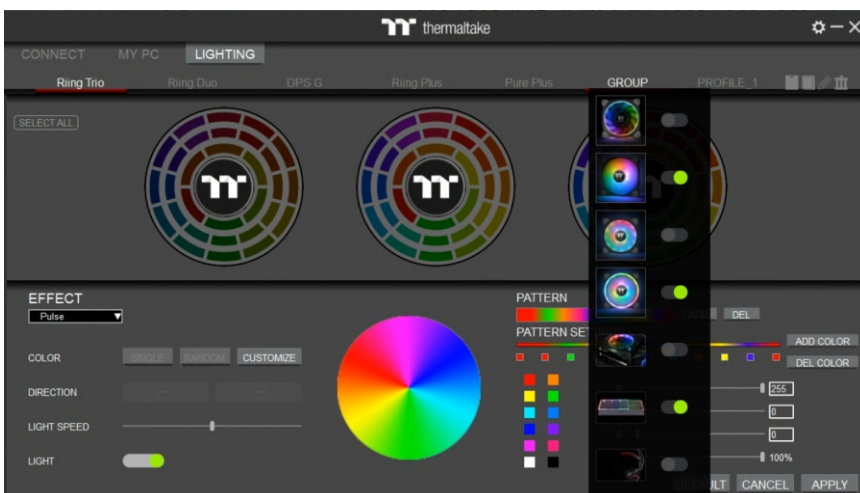 thermaltake
CONNECT MY PC LIGHTING
Riing Trio Riing Duo DPS G Riing Plus Pure Plus GROUP PROFILE_1
SELECT ALL
EFFECT
Pulse
COLOR SINGLE RANDOM CUSTOMIZE
DIRECTION
LIGHT SPEED
LIGHT
PATTERN
DEL
PATTERN
ADD COLOR
DEL COLOR
255
0
0
100%
CANCEL APPLY